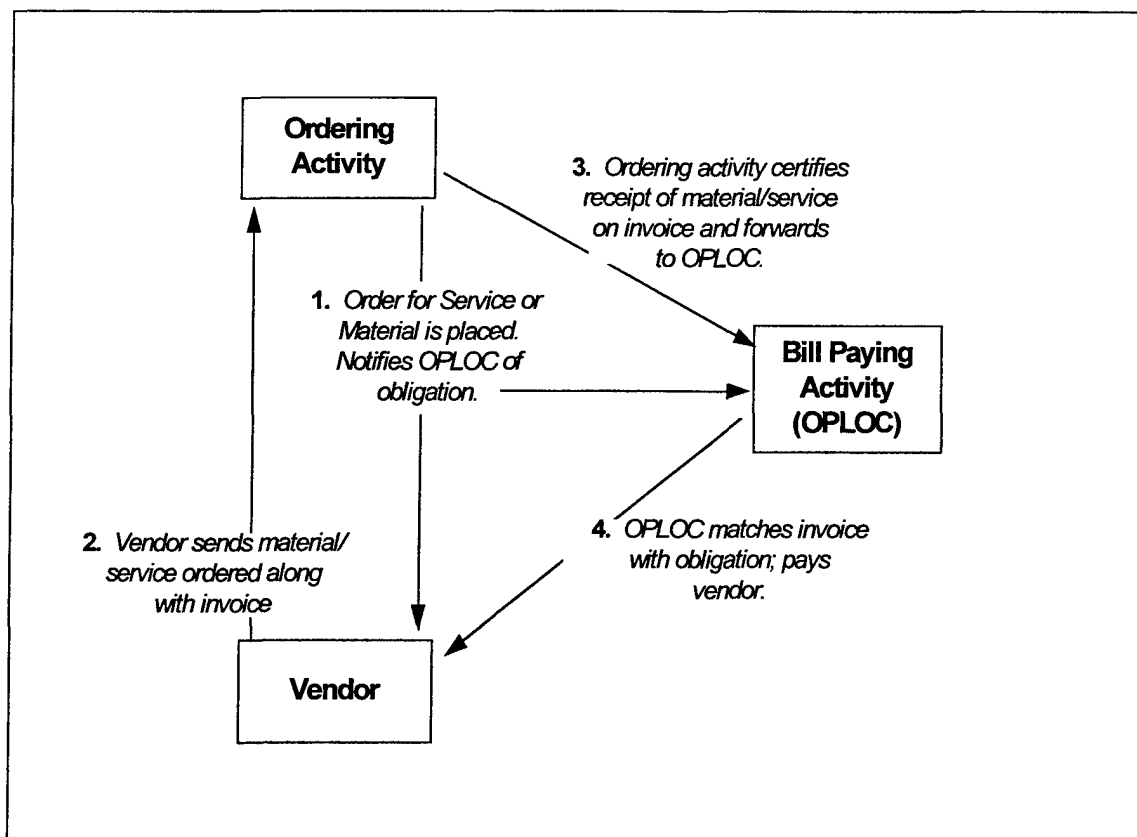 Ordering
Activity
3. Ordering activity certifies
receipt of material/service
on invoice and forwards
to OPLOC.
1. Order for Service or
Material is placed.
Notifies OPLOC of
obligation.
Bill Paying
Activity
(OPLOC)
2. Vendor sends material/
service ordered along
with invoice
4. OPLOC matches invoice
with obligation; pays
vendor.
Vendor